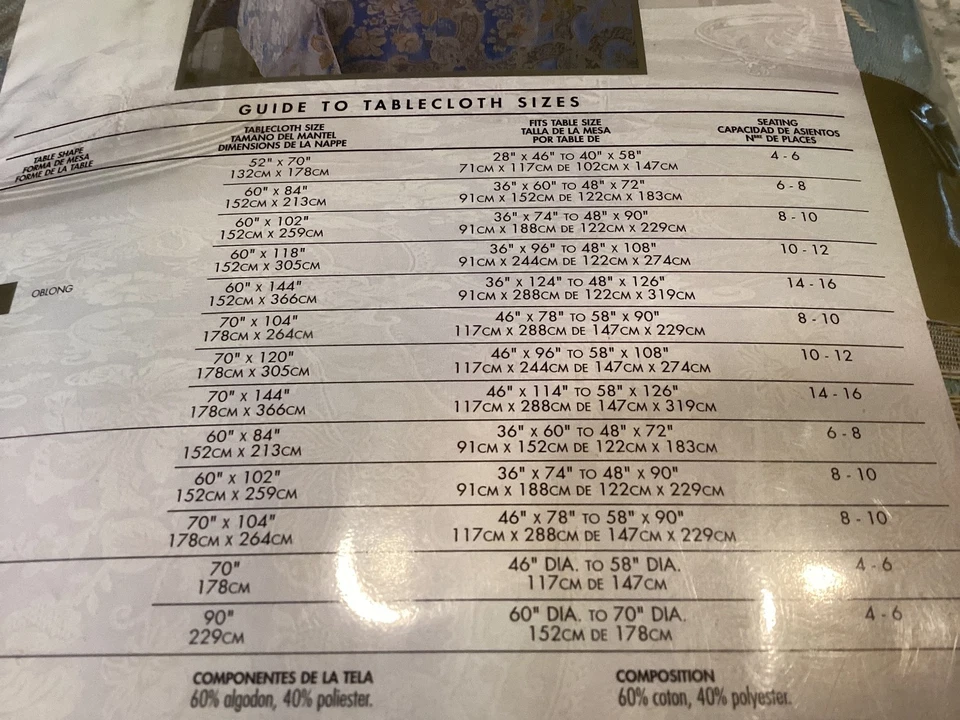 GUIDE TO TABLECLOTH SIZES
TABLE SHAPE
FORMA DE MESA
FORME DE LA TABLE
TABLECLOTH SIZE
TAMAÑO DEL MANTEL
DIMENSIONS DE LA NAPPE
FITS TABLE SIZE
TALLA DE LA MESA
POR TABLE DE
SEATING
CAPACIDAD DE ASIENTOS
NBRE DE PLACES
52" x 70" 28" x 46" TO 40" x 58" 4 - 6
132CM x 178CM 71CM x 117CM DE 102CM x 147CM
60" x 84" 36" x 60" TO 48" x 72" 6 - 8
152CM x 213CM 91CM x 152CM DE 122CM x 183CM
60" x 102" 36" x 74" TO 48" x 90" 8 - 10
152CM x 259CM 91CM x 188CM DE 122CM x 229CM
60" x 118" 36" x 96" TO 48" x 108" 10 - 12
152CM x 305CM 91CM x 244CM DE 122CM x 274CM
OBLONG
60" x 144" 36" x 124" TO 48" x 126" 14 - 16
152CM x 366CM 91CM x 288CM DE 122CM x 319CM
70" x 104" 46" x 78" TO 58" x 90" 8 - 10
178CM x 264CM 117CM x 288CM DE 147CM x 229CM
70" x 120" 46" x 96" TO 58" x 108" 10 - 12
178CM x 305CM 117CM x 244CM DE 147CM x 274CM
70" x 144" 46" x 114" TO 58" x 126" 14 - 16
178CM x 366CM 117CM x 288CM DE 147CM x 319CM
60" x 84" 36" x 60" TO 48" x 72" 6 - 8
152CM x 213CM 91CM x 152CM DE 122CM x 183CM
60" x 102" 36" x 74" TO 48" x 90" 8 - 10
152CM x 259CM 91CM x 188CM DE 122CM x 229CM
70" x 104" 46" x 78" TO 58" x 90" 8 - 10
178CM x 264CM 117CM x 288CM DE 147CM x 229CM
70" 46" DIA. TO 58" DIA. 4 - 6
178CM 117CM DE 147CM
90" 60" DIA. TO 70" DIA. 4 - 6
229CM 152CM DE 178CM
COMPONENTES DE LA TELA
60% algodon, 40% poliester.
COMPOSITION
60% coton, 40% polyester.